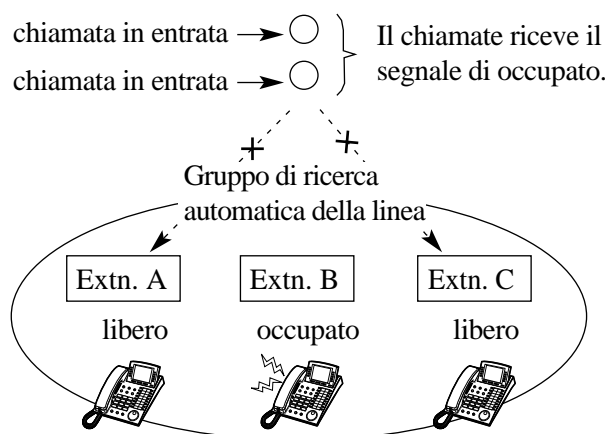 chiamata in entrata
chiamata in entrata
Il chiamate riceve il
segnale di occupato.
Gruppo di ricerca
automatica della linea
Extn. A
Extn. B
Extn. C
libero
occupato
libero